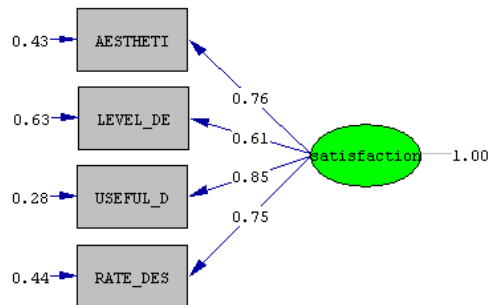 0.43
AESTHETI
0.76
0.63
LEVEL_DE
0.61
satisfaction
1.00
0.85
0.28
USEFUL_D
0.75
0.44
RATE_DES